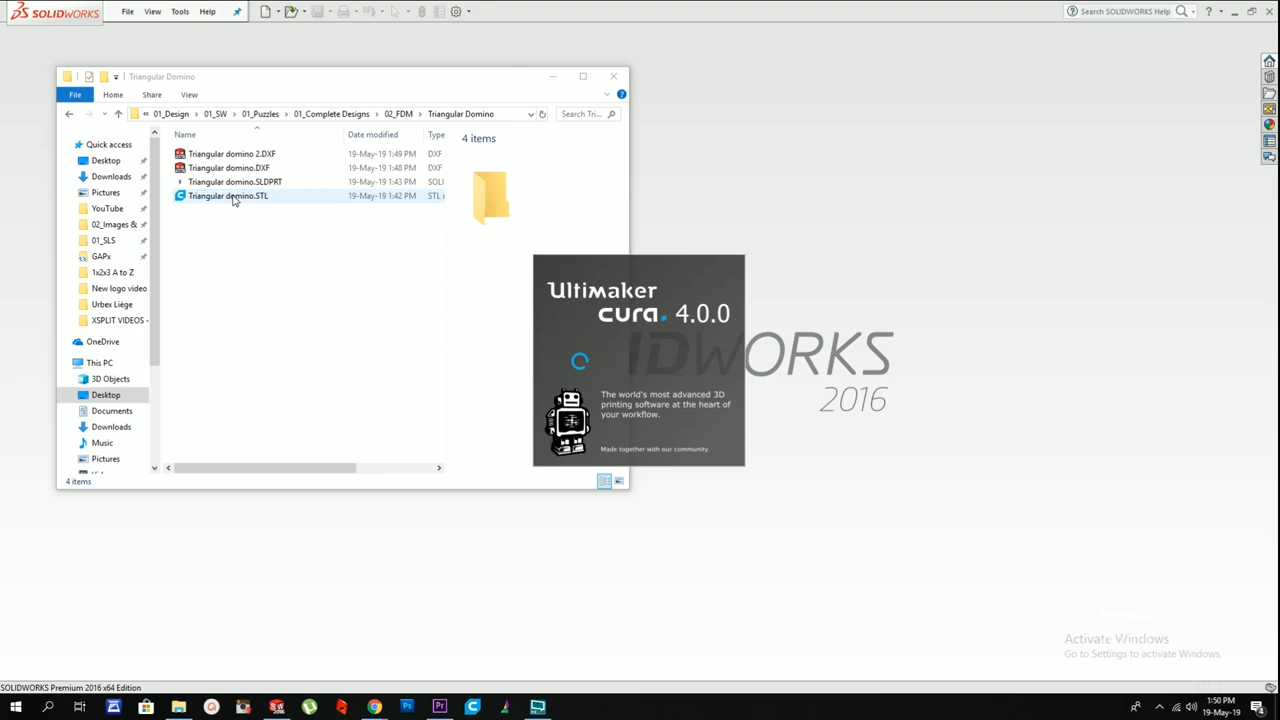 SOLIDWORKS File View Tools Help Search SOLIDWORKS Help ?
Triangular Domino
File Home Share View
« 01_Design › 01_SW › 01_Puzzles › 01_Complete Designs › 02_FDM › Triangular Domino Search Tri...
Name Date modified Type
Quick access
Desktop
Downloads
Pictures
YouTube
02_Images &
01_SLS
GAPx
1x2x3 A to Z
New logo video
Urbex Liège
XSPLIT VIDEOS -
OneDrive
This PC
3D Objects
Desktop
Documents
Downloads
Music
Pictures
Triangular domino 2.DXF 19-May-19 1:49 PM DXF
Triangular domino.DXF 19-May-19 1:48 PM DXF
Triangular domino.SLDPRT 19-May-19 1:43 PM SOLI
Triangular domino.STL 19-May-19 1:42 PM STL
4 items
4 items
Ultimaker
cura. 4.0.0
The world's most advanced 3D
printing software at the heart of
your workflow.
Made together with our community.
IDWORKS
2016
Activate Windows
Go to Settings to activate Windows.
SOLIDWORKS Premium 2016 x64 Edition
1:50 PM
19-May-19
4